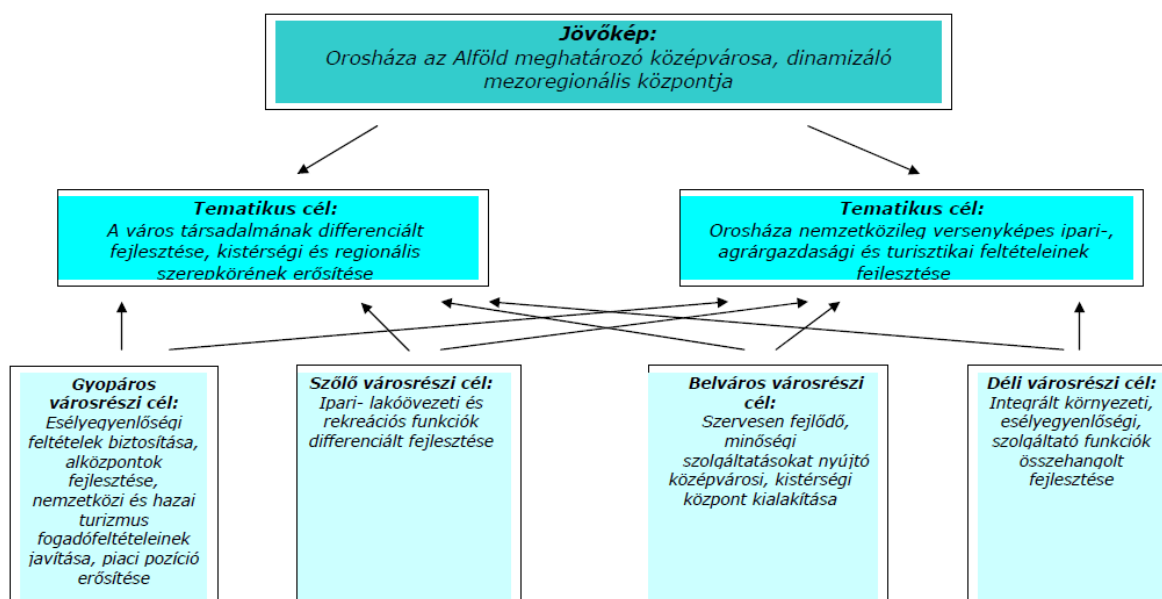 Jövőkép:
Orosháza az Alföld meghatározó középvárosa, dinamizáló
mezoregionális központja
Tematikus cél:
A város társadalmának differenciált
fejlesztése, kistérségi és regionális
szerepkörének erősítése
Tematikus cél:
Orosháza nemzetközileg versenyképes ipari-,
agrárgazdasági és turisztikai feltételeinek
fejlesztése
Gyopáros
városrészi cél:
Esélyegyenlőségi
feltételek biztosítása,
alközpontok
fejlesztése,
nemzetközi és hazai
turizmus
fogadófeltételeinek
javítása, piaci pozíció
erősítése
Szőlő városrészi cél:
Ipari- lakóövezeti és
rekreációs funkciók
differenciált fejlesztése
Belváros városrészi
cél:
Szervesen fejlődő,
minőségi
szolgáltatásokat nyújtó
középvárosi, kistérségi
központ kialakítása
Déli városrészi cél:
Integrált környezeti,
esélyegyenlőségi,
szolgáltató funkciók
összehangolt
fejlesztése